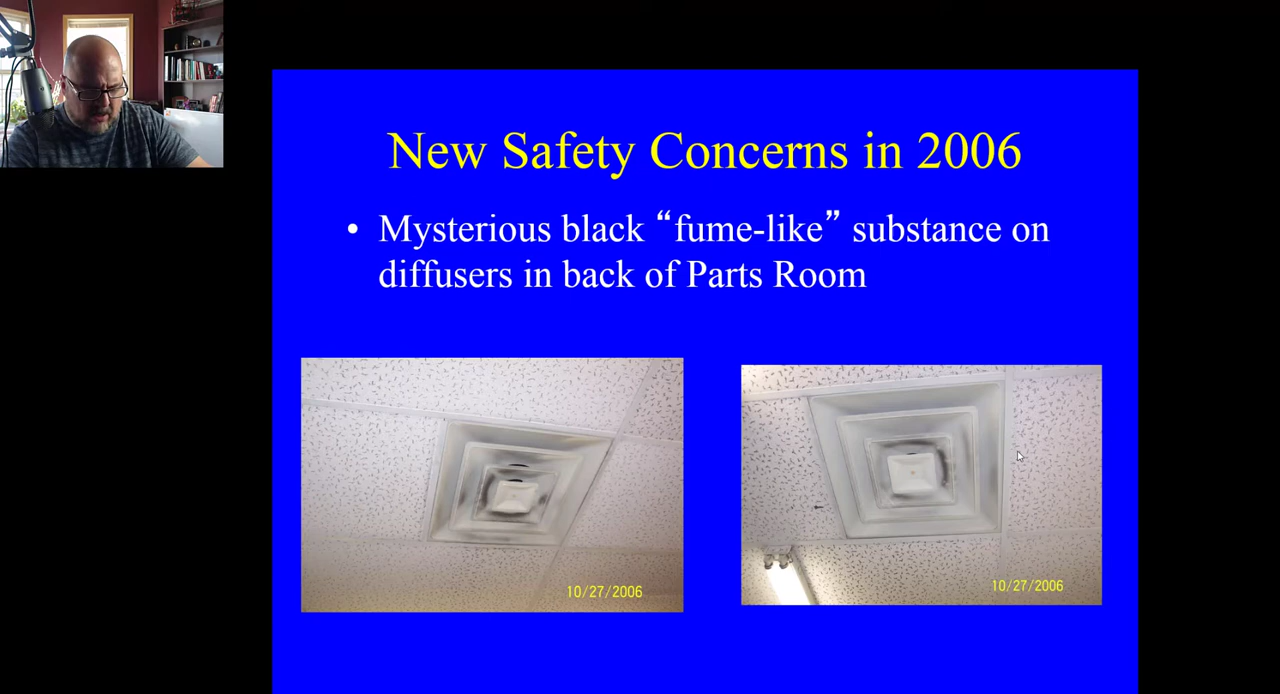 New Safety Concerns in 2006
• Mysterious black “fume-like” substance on
diffusers in back of Parts Room
10/27/2006
10/27/2006